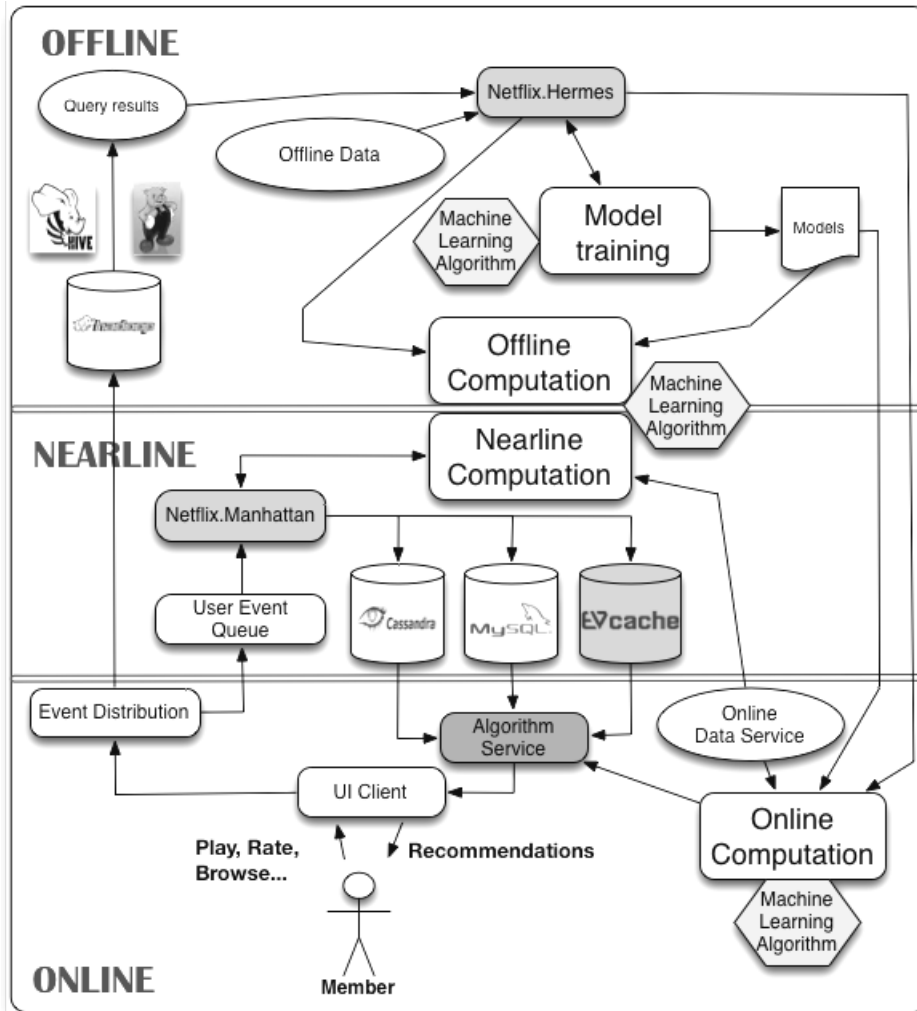 OFFLINE
Query results
Netflix.Hermes
Offline Data
HIVE
Machine
Learning
Algorithm
Model
training
Models
Offline
Computation
Machine
Learning
Algorithm
NEARLINE
Nearline
Computation
Netflix.Manhattan
User Event
Queue
Cassandra
MySQL
EVcache
Event Distribution
Algorithm
Service
Online
Data Service
UI Client
Online
Computation
Play, Rate,
Browse...
Recommendations
Machine
Learning
Algorithm
Member
ONLINE